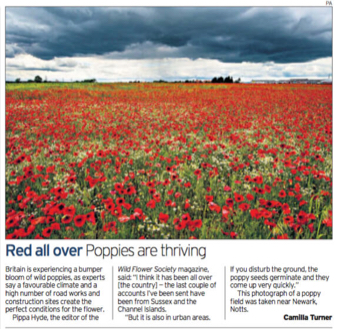 PA
Red all over Poppies are thriving
Britain is experiencing a bumper
bloom of wild poppies, as experts
say a favourable climate and a
high number of road works and
construction sites create the
perfect conditions for the flower.
Pippa Hyde, the editor of the
Wild Flower Society magazine,
said: "I think it has been all over
[the country] – the last couple of
accounts I've been sent have
been from Sussex and the
Channel Islands.
"But it is also in urban areas.
If you disturb the ground, the
poppy seeds germinate and they
come up very quickly."
This photograph of a poppy
field was taken near Newark,
Notts.
Camilla Turner